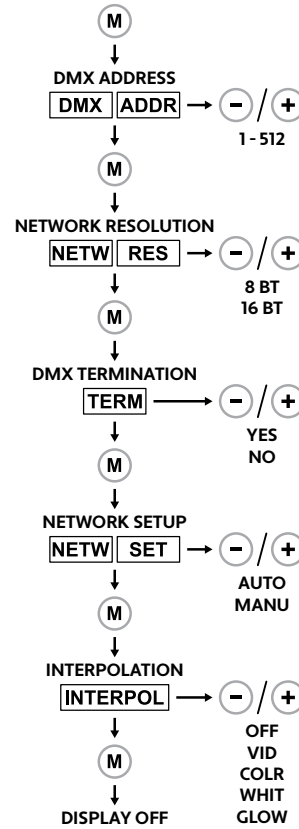 M
DMX ADDRESS
DMX ADDR − / +
1 - 512
M
NETWORK RESOLUTION
NETW RES − / +
8 BT
16 BT
M
DMX TERMINATION
TERM − / +
YES
NO
M
NETWORK SETUP
NETW SET − / +
AUTO
MANU
M
INTERPOLATION
INTERPOL − / +
OFF
VID
M
COLR
WHIT
DISPLAY OFF GLOW